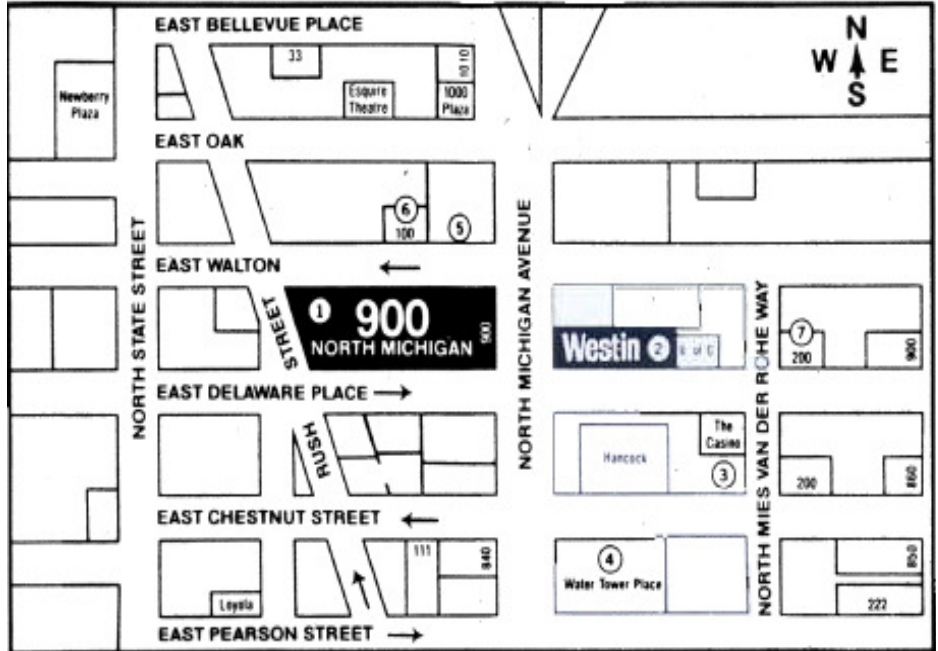 EAST BELLEVUE PLACE
N
W E
S
33
1010
Newberry
Plaza
Esquire
Theatre
1000
Plaza
EAST OAK
6
100
5
NORTH STATE STREET
NORTH MICHIGAN AVENUE
EAST WALTON
STREET
1
900
NORTH MICHIGAN
900
Westin
2
7
200
900
NORTH MIES VAN DER ROHE WAY
EAST DELAWARE PLACE
RUSH
The
Casino
Hancock
3
200
860
EAST CHESTNUT STREET
111
840
4
Water Tower Place
850
Loyola
222
EAST PEARSON STREET